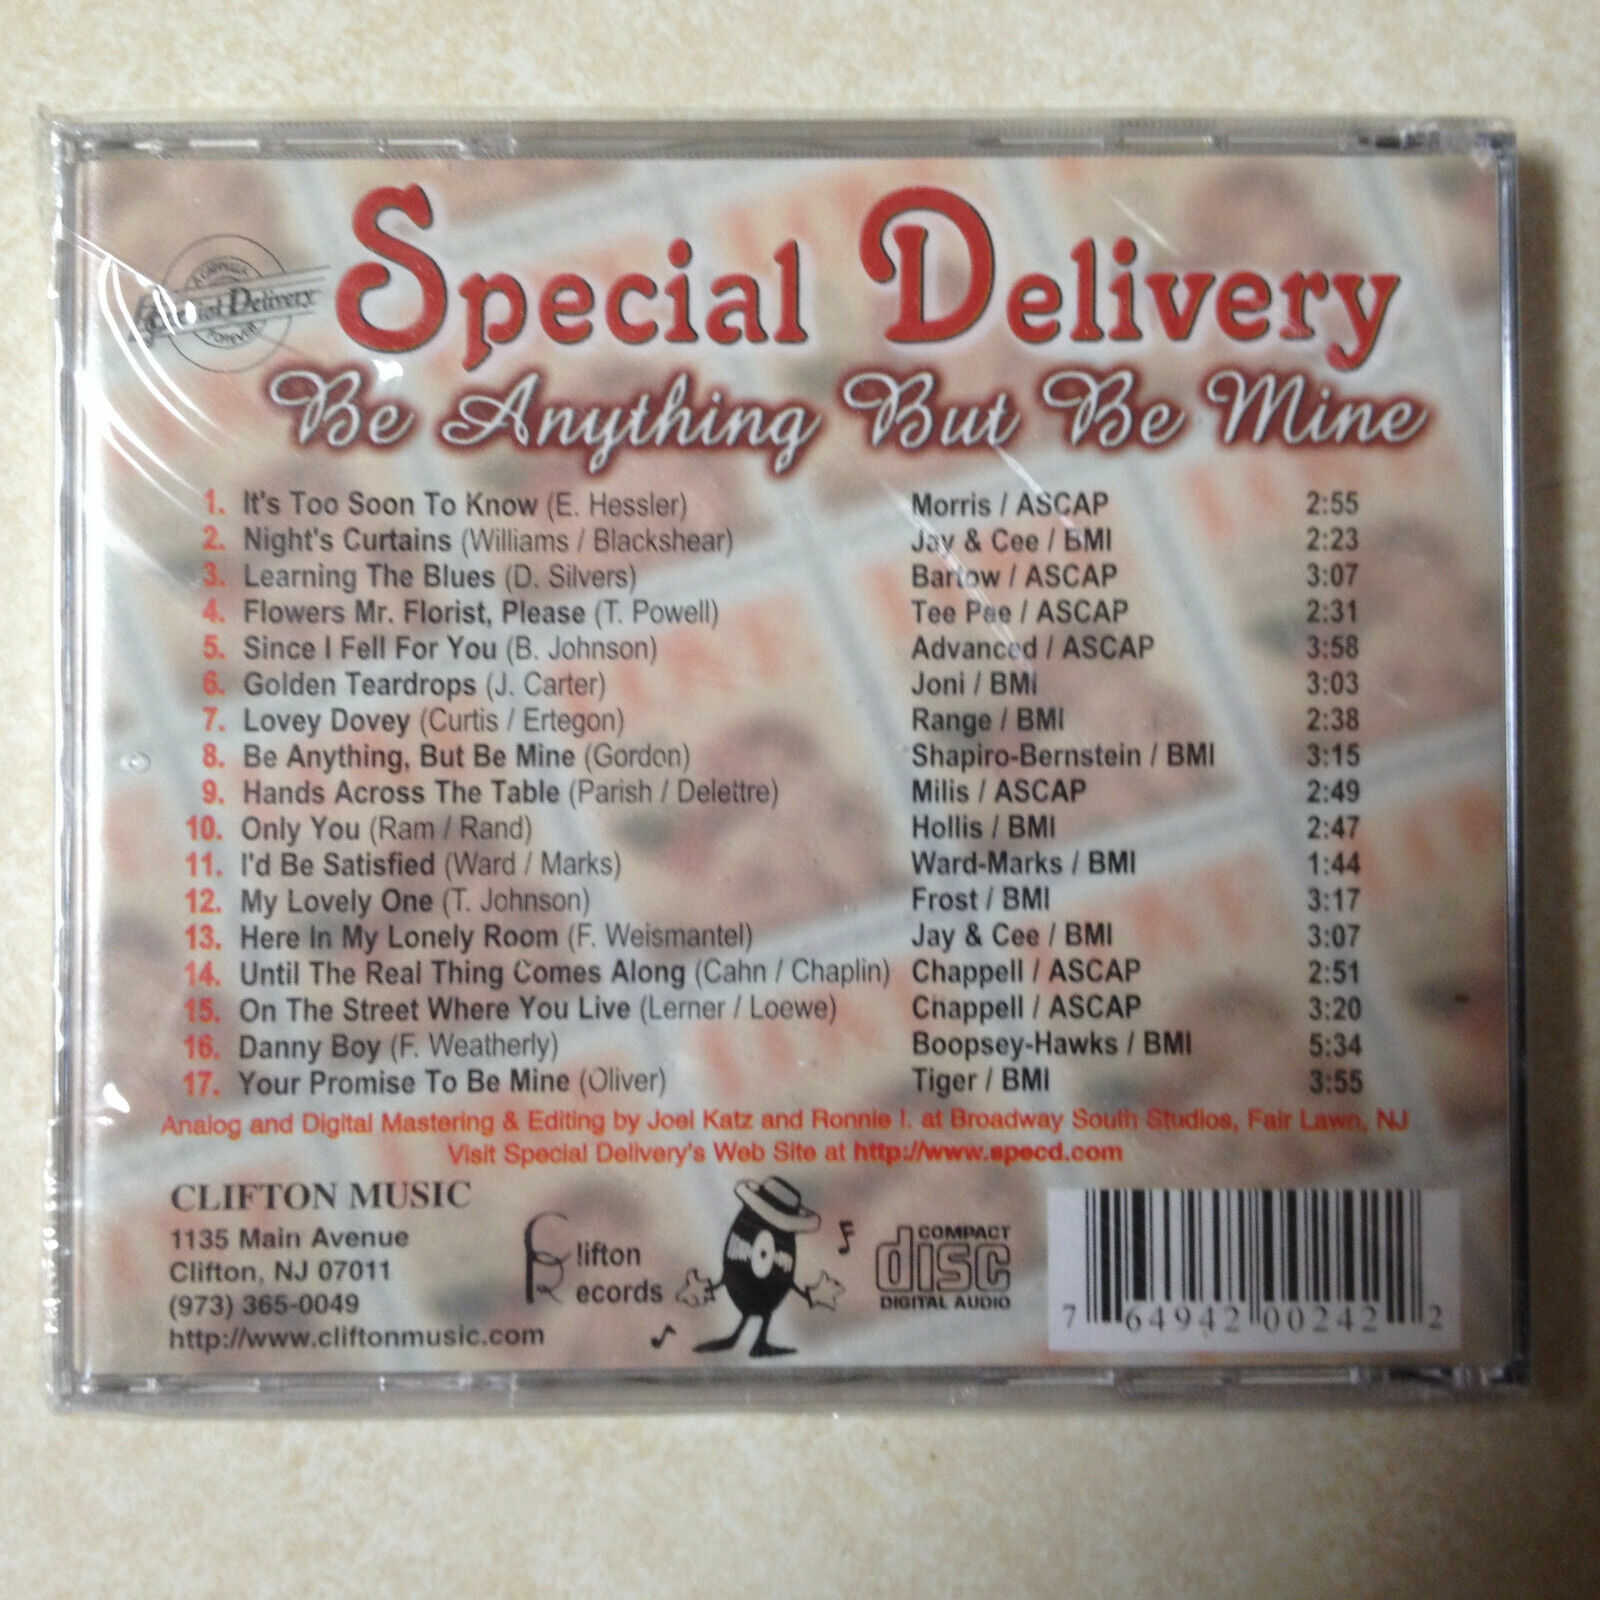 A CAPPELLA
Special Delivery
FOREVER
Special Delivery
Be Anything But Be Mine
1. It's Too Soon To Know (E. Hessler) Morris / ASCAP 2:55
2. Night's Curtains (Williams / Blackshear) Jay & Cee / BMI 2:23
3. Learning The Blues (D. Silvers) Bartow / ASCAP 3:07
4. Flowers Mr. Florist, Please (T. Powell) Tee Pee / ASCAP 2:31
5. Since I Fell For You (B. Johnson) Advanced / ASCAP 3:58
6. Golden Teardrops (J. Carter) Joni / BMI 3:03
7. Lovey Dovey (Curtis / Ertegon) Range / BMI 2:38
8. Be Anything, But Be Mine (Gordon) Shapiro-Bernstein / BMI 3:15
9. Hands Across The Table (Parish / Delettre) Milis / ASCAP 2:49
10. Only You (Ram / Rand) Hollis / BMI 2:47
11. I'd Be Satisfied (Ward / Marks) Ward-Marks / BMI 1:44
12. My Lovely One (T. Johnson) Frost / BMI 3:17
13. Here In My Lonely Room (F. Weismantel) Jay & Cee / BMI 3:07
14. Until The Real Thing Comes Along (Cahn / Chaplin) Chappell / ASCAP 2:51
15. On The Street Where You Live (Lerner / Loewe) Chappell / ASCAP 3:20
16. Danny Boy (F. Weatherly) Boopsey-Hawks / BMI 5:34
17. Your Promise To Be Mine (Oliver) Tiger / BMI 3:55
Analog and Digital Mastering & Editing by Joel Katz and Ronnie I. at Broadway South Studios, Fair Lawn, NJ
Visit Special Delivery's Web Site at http://www.specd.com
CLIFTON MUSIC
1135 Main Avenue
Clifton, NJ 07011
(973) 365-0049
http://www.cliftonmusic.com
Clifton
Records
COMPACT
disc
DIGITAL AUDIO
7 64942 00242 2